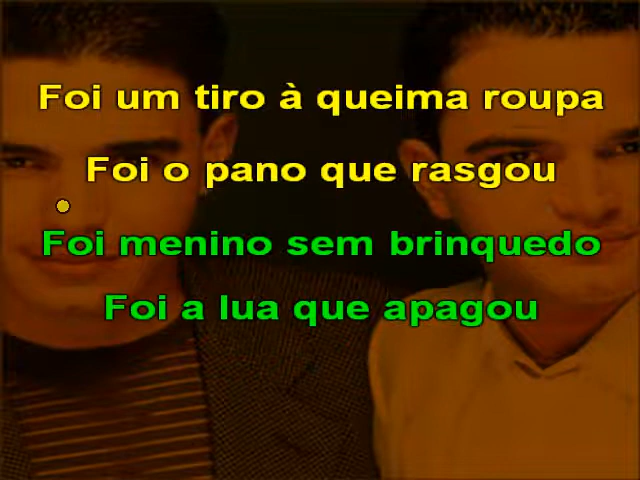 Foi um tiro à queima roupa
Foi o pano que rasgou
Foi menino sem brinquedo
Foi a lua que apagou